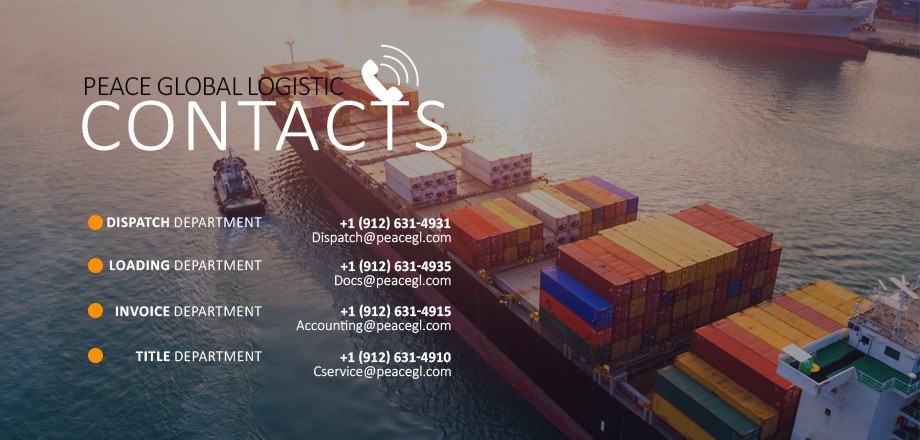 PEACE GLOBAL LOGISTIC
CONTACTS
DISPATCH DEPARTMENT
+1 (912) 631-4931
Dispatch@peacegl.com
LOADING DEPARTMENT
+1 (912) 631-4935
Docs@peacegl.com
INVOICE DEPARTMENT
+1 (912) 631-4915
Accounting@peacegl.com
TITLE DEPARTMENT
+1 (912) 631-4910
Cservice@peacegl.com